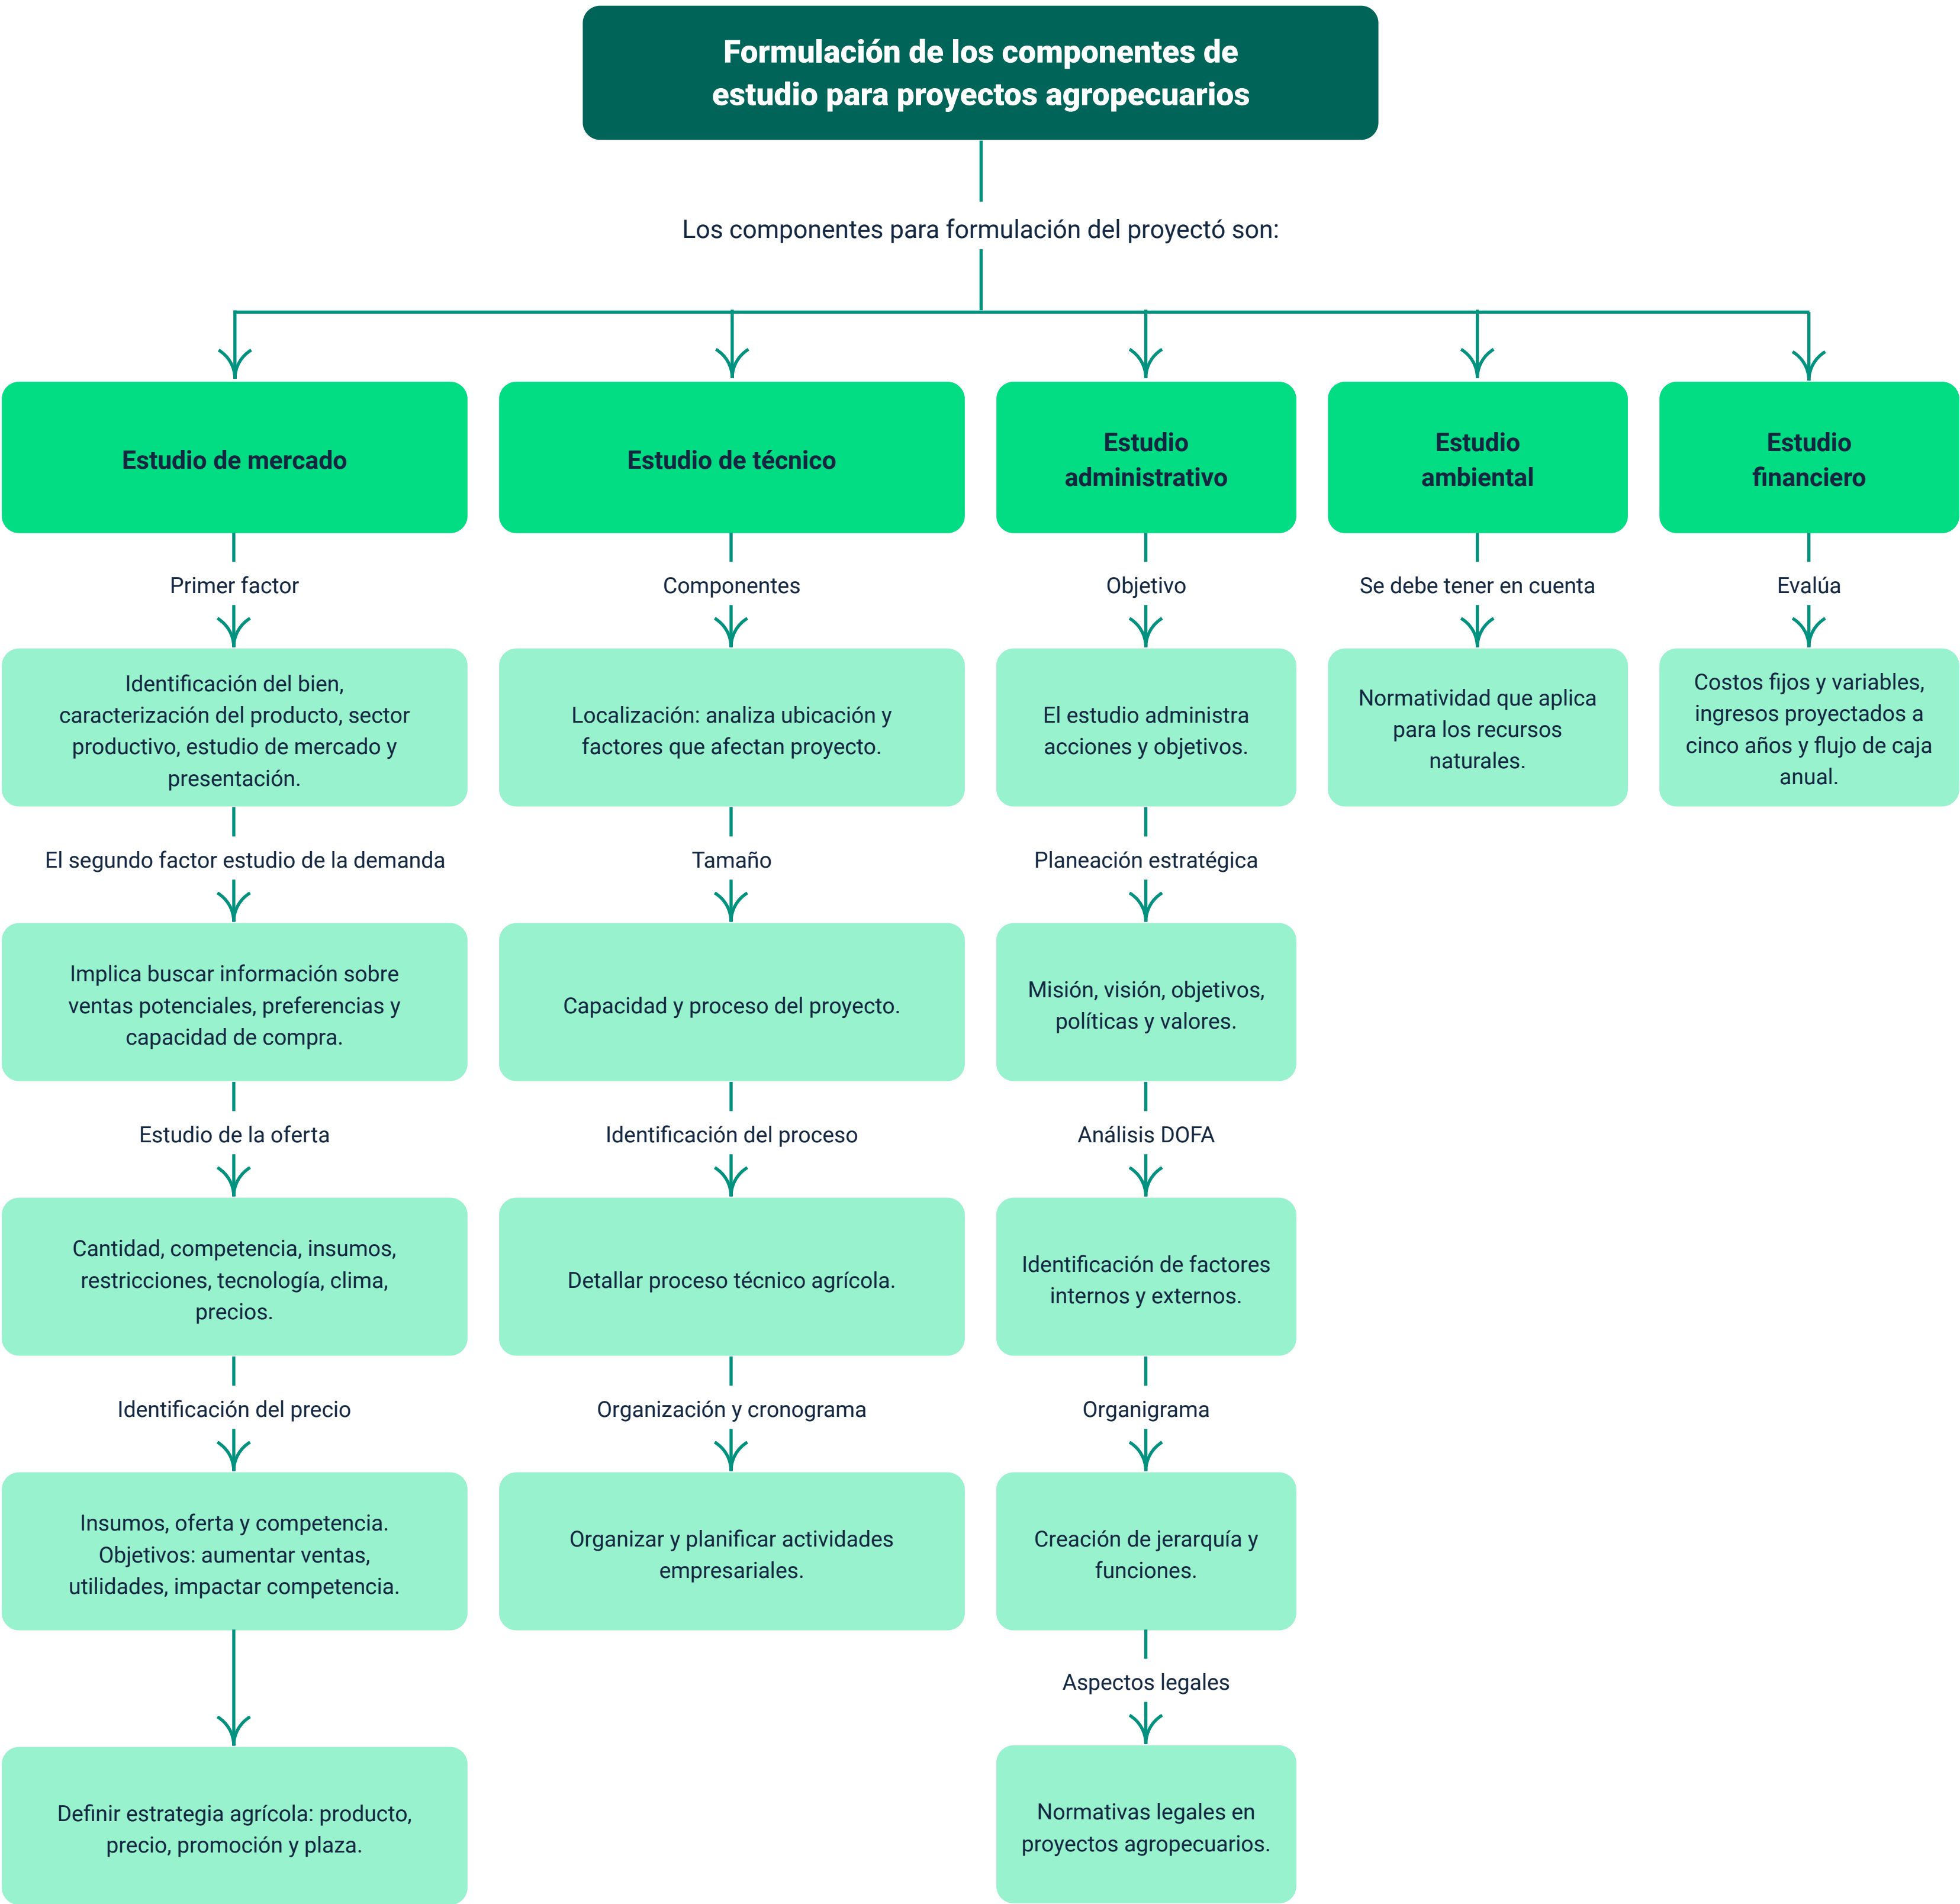 Formulación de los componentes de
estudio para proyectos agropecuarios
Los componentes para formulación del proyectó son:
Estudio de mercado
Primer factor
Identificación del bien,
caracterización del producto, sector
productivo, estudio de mercado y
presentación.
El segundo factor estudio de la demanda
Implica buscar información sobre
ventas potenciales, preferencias y
capacidad de compra.
Estudio de la oferta
Cantidad, competencia, insumos,
restricciones, tecnología, clima,
precios.
Identificación del precio
Insumos, oferta y competencia.
Objetivos: aumentar ventas,
utilidades, impactar competencia.
Definir estrategia agrícola: producto,
precio, promoción y plaza.
Estudio de técnico
Componentes
Localización: analiza ubicación y
factores que afectan proyecto.
Tamaño
Capacidad y proceso del proyecto.
Identificación del proceso
Detallar proceso técnico agrícola.
Organización y cronograma
Organizar y planificar actividades
empresariales.
Estudio
administrativo
Objetivo
El estudio administra
acciones y objetivos.
Planeación estratégica
Misión, visión, objetivos,
políticas y valores.
Análisis DOFA
Identificación de factores
internos y externos.
Organigrama
Creación de jerarquía y
funciones.
Aspectos legales
Normativas legales en
proyectos agropecuarios.
Estudio
ambiental
Se debe tener en cuenta
Normatividad que aplica
para los recursos
naturales.
Estudio
financiero
Evalúa
Costos fijos y variables,
ingresos proyectados a
cinco años y flujo de caja
anual.